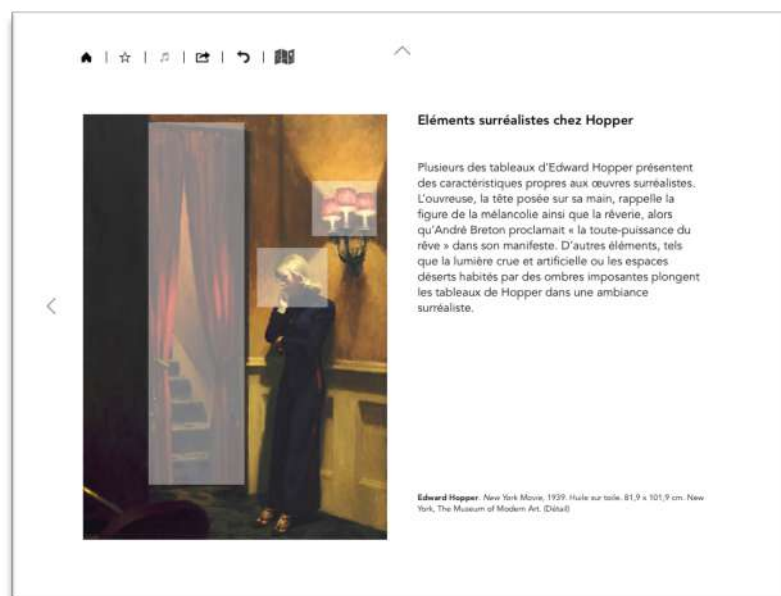 Eléments surréalistes chez Hopper
Plusieurs des tableaux d'Edward Hopper présentent
des caractéristiques propres aux œuvres surréalistes.
L'ouvreuse, la tête posée sur sa main, rappelle la
figure de la mélancolie ainsi que la rêverie, alors
qu'André Breton proclamait « la toute-puissance du
rêve » dans son manifeste. D'autres éléments, tels
que la lumière crue et artificielle ou les espaces
déserts habités par des ombres imposantes plongent
les tableaux de Hopper dans une ambiance
surréaliste.
Edward Hopper. New York Movie, 1939. Huile sur toile. 81,9 x 101,9 cm. New
York, The Museum of Modern Art. (Détail)